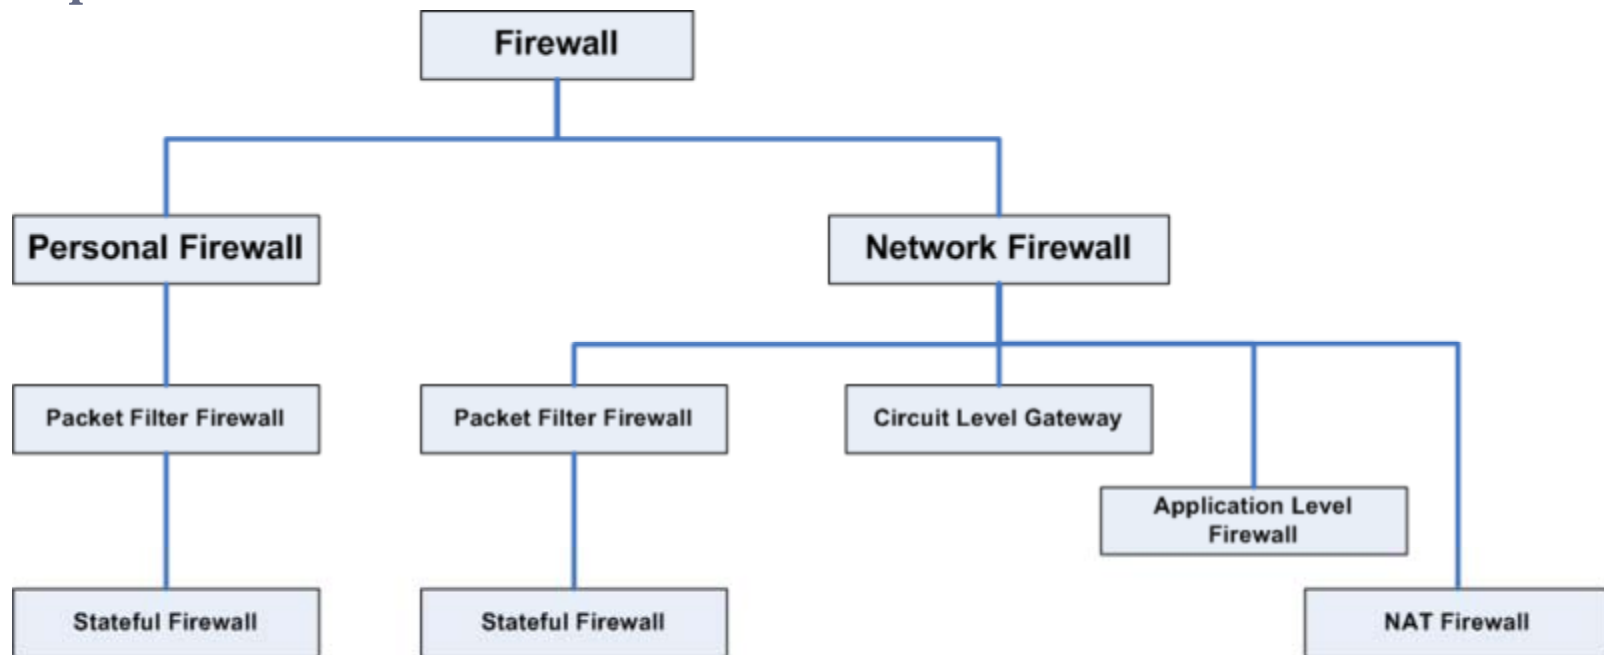 Firewall
Personal Firewall
Network Firewall
Packet Filter Firewall
Packet Filter Firewall
Circuit Level Gateway
Application Level
Firewall
Stateful Firewall
Stateful Firewall
NAT Firewall